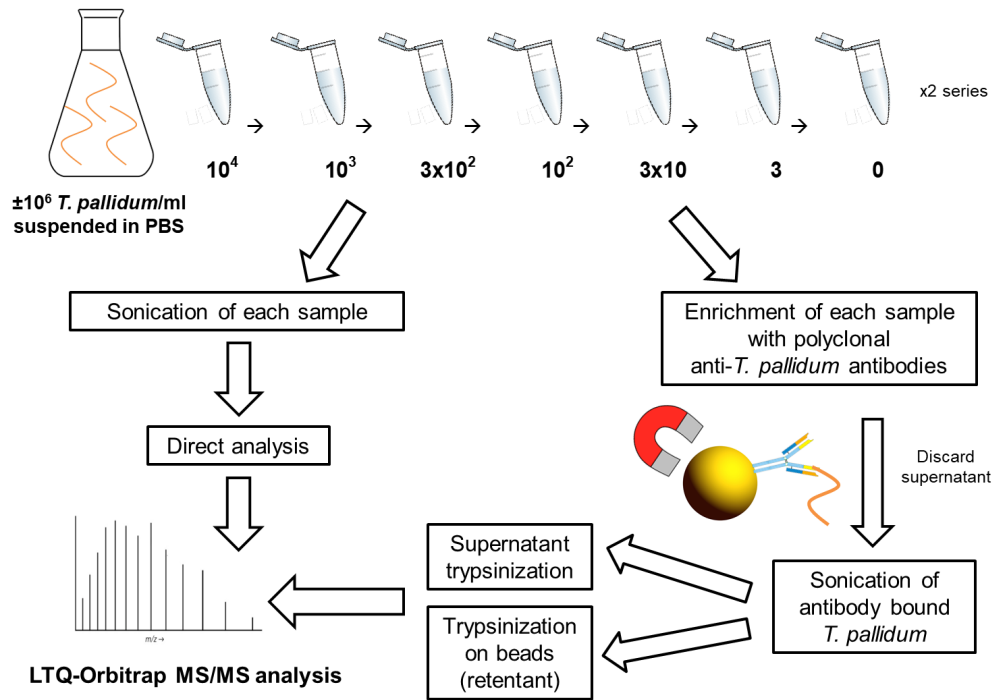 x2 series
→ → → → → →
10⁴ 10³ 3x10² 10² 3x10 3 0
±10⁶ T. pallidum/ml
suspended in PBS
Sonication of each sample
Direct analysis
Enrichment of each sample
with polyclonal
anti-T. pallidum antibodies
Discard
supernatant
Sonication of
antibody bound
T. pallidum
Supernatant
trypsinization
Trypsinization
on beads
(retentant)
m/z →
LTQ-Orbitrap MS/MS analysis